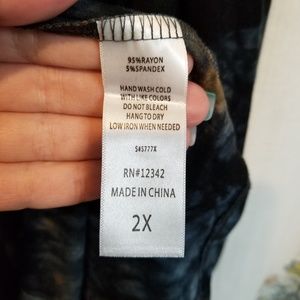 95%RAYON
5%SPANDEX
HAND WASH COLD
WITH LIKE COLORS
DO NOT BLEACH
HANG TO DRY
LOW IRON WHEN NEEDED
S#S777X
RN#12342
MADE IN CHINA
2X